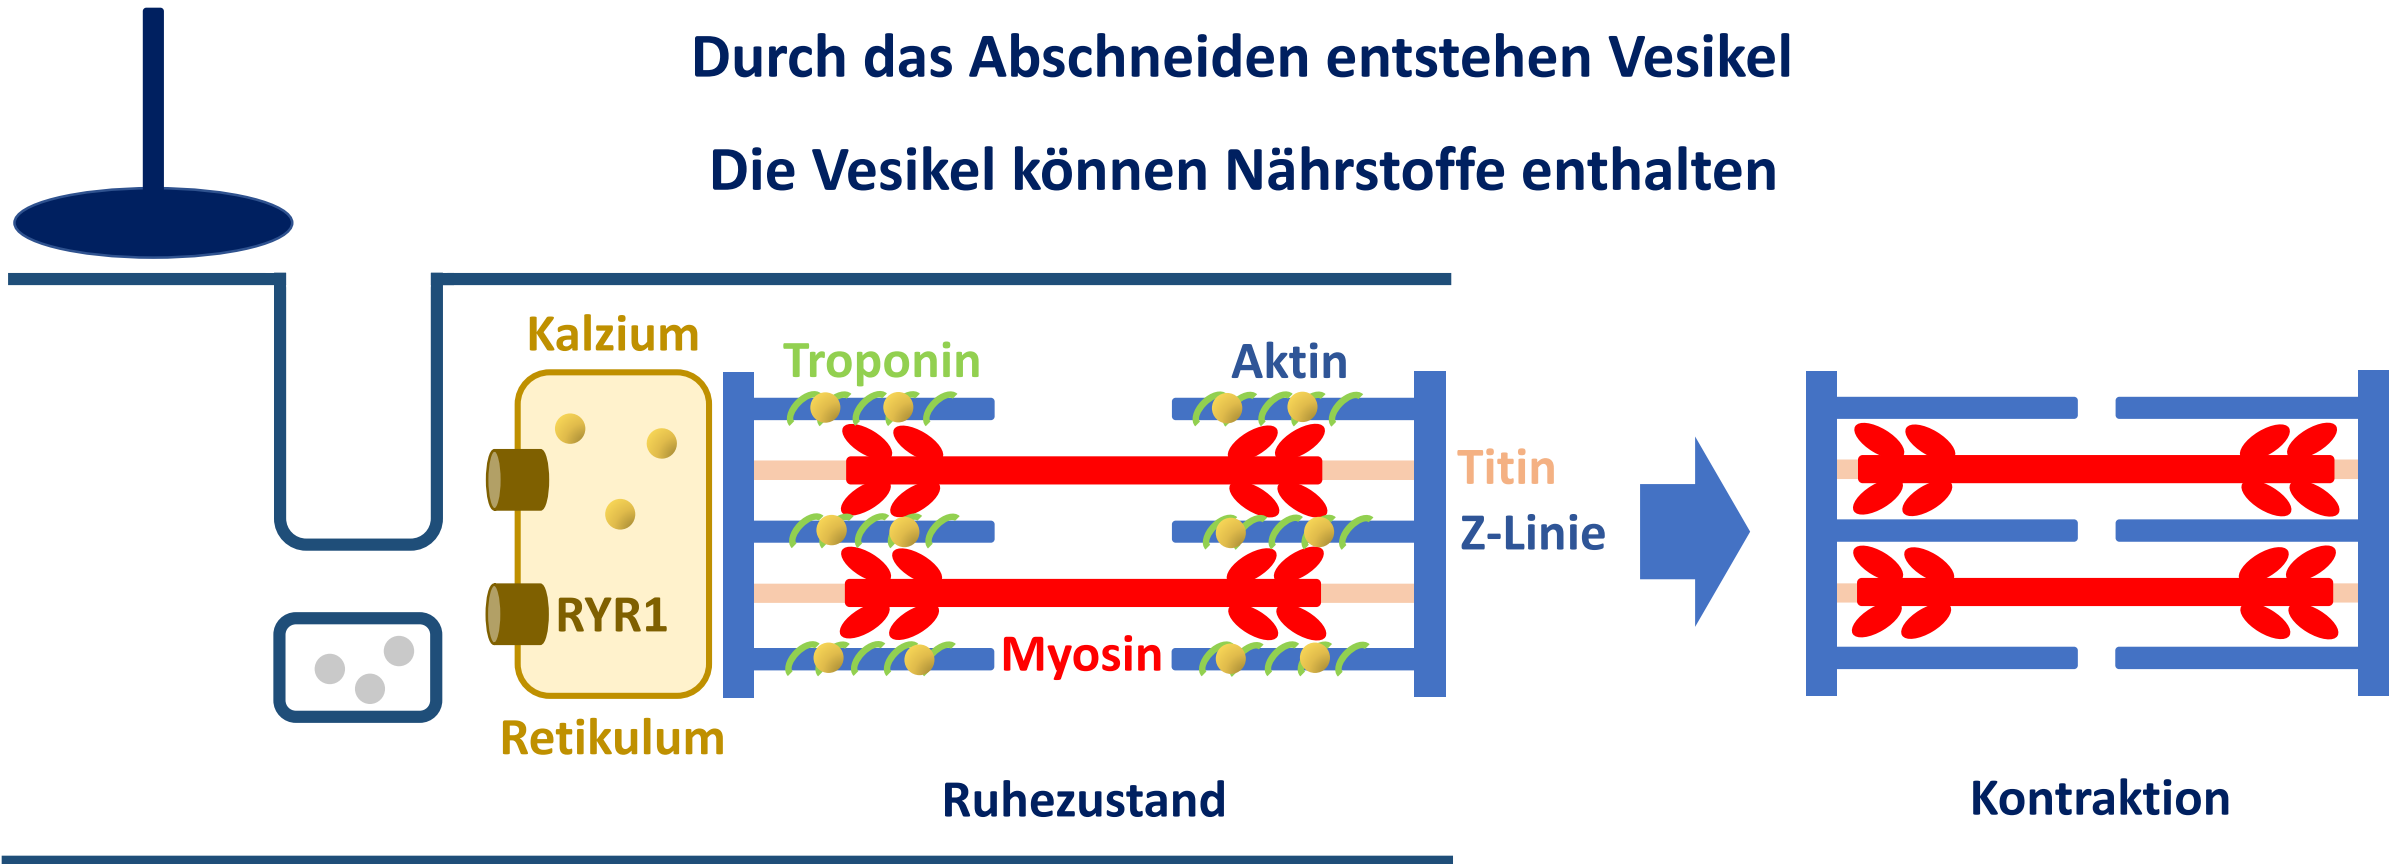 Durch das Abschneiden entstehen Vesikel
Die Vesikel können Nährstoffe enthalten
Kalzium
Troponin
Aktin
Titin
Z-Linie
RYR1
Myosin
Retikulum
Ruhezustand
Kontraktion